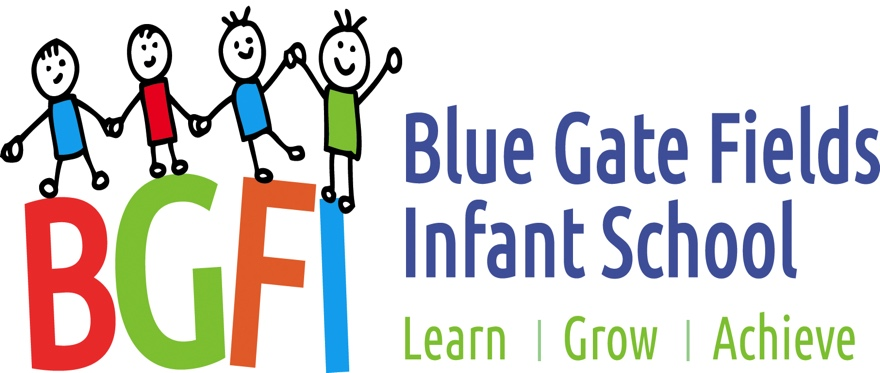 BGFI
Blue Gate Fields
Infant School
Learn | Grow | Achieve